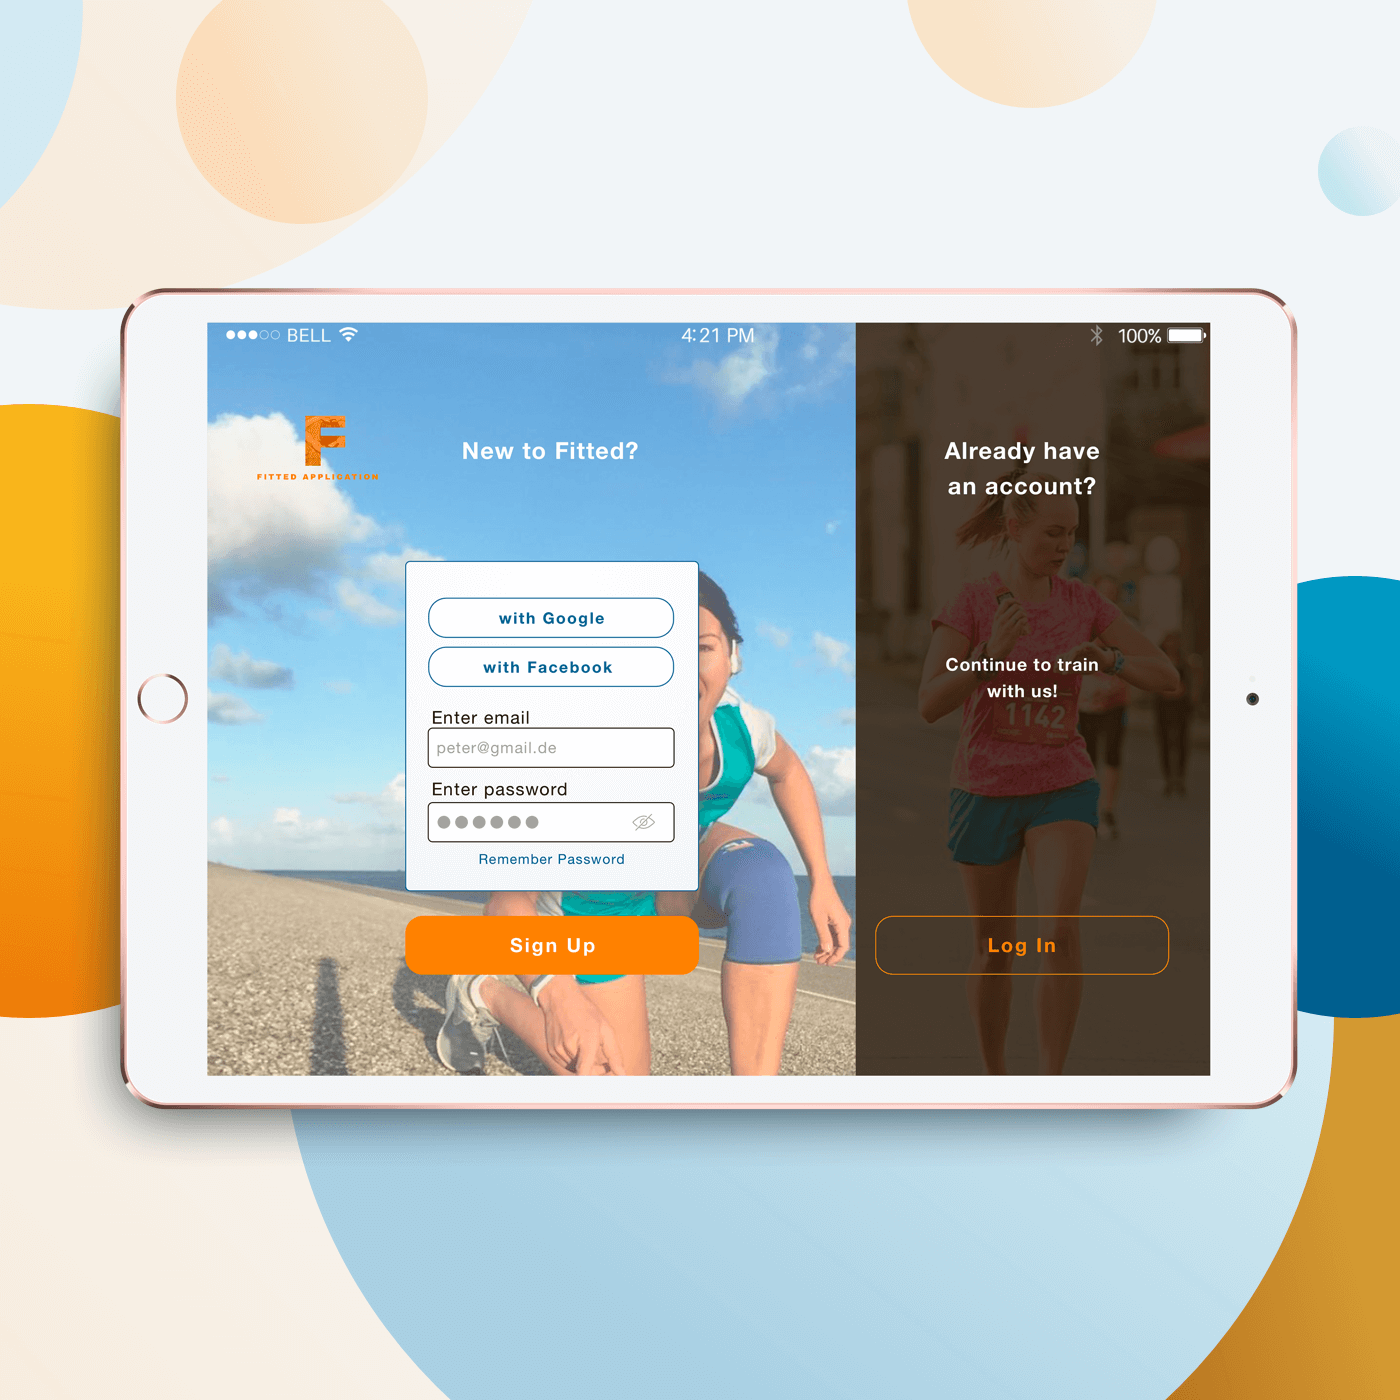 BELL
4:21 PM
100%
F
FITTED APPLICATION
New to Fitted?
with Google
with Facebook
Enter email
peter@gmail.de
Enter password
Remember Password
Sign Up
Already have
an account?
Continue to train
with us!
1142
Log In